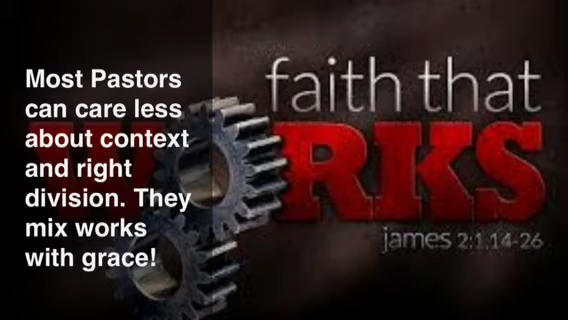 Most Pastors
can care less
about context
and right
division. They
mix works
with grace!
faith that
WORKS
james 2:1,14-26